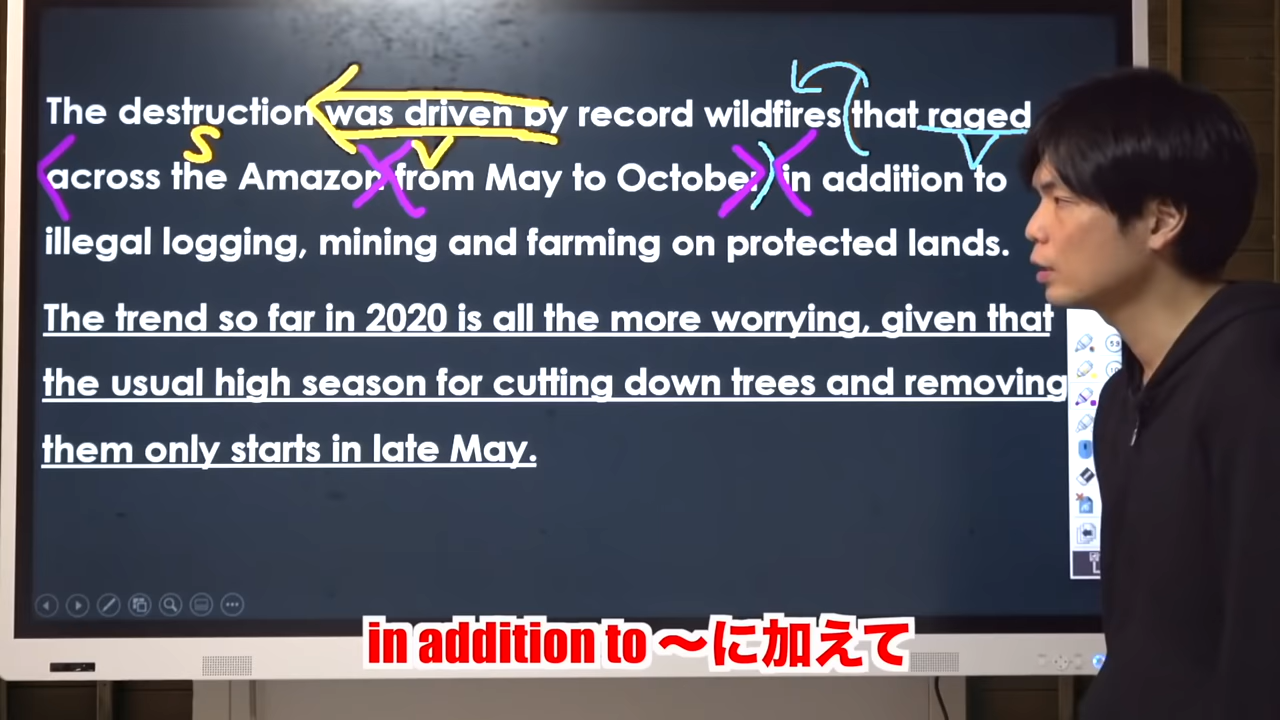 The destruction was driven by record wildfires that raged
S
V
V
across the Amazon from May to October in addition to
illegal logging, mining and farming on protected lands.
The trend so far in 2020 is all the more worrying, given that
the usual high season for cutting down trees and removing
them only starts in late May.
in addition to 〜に加えて